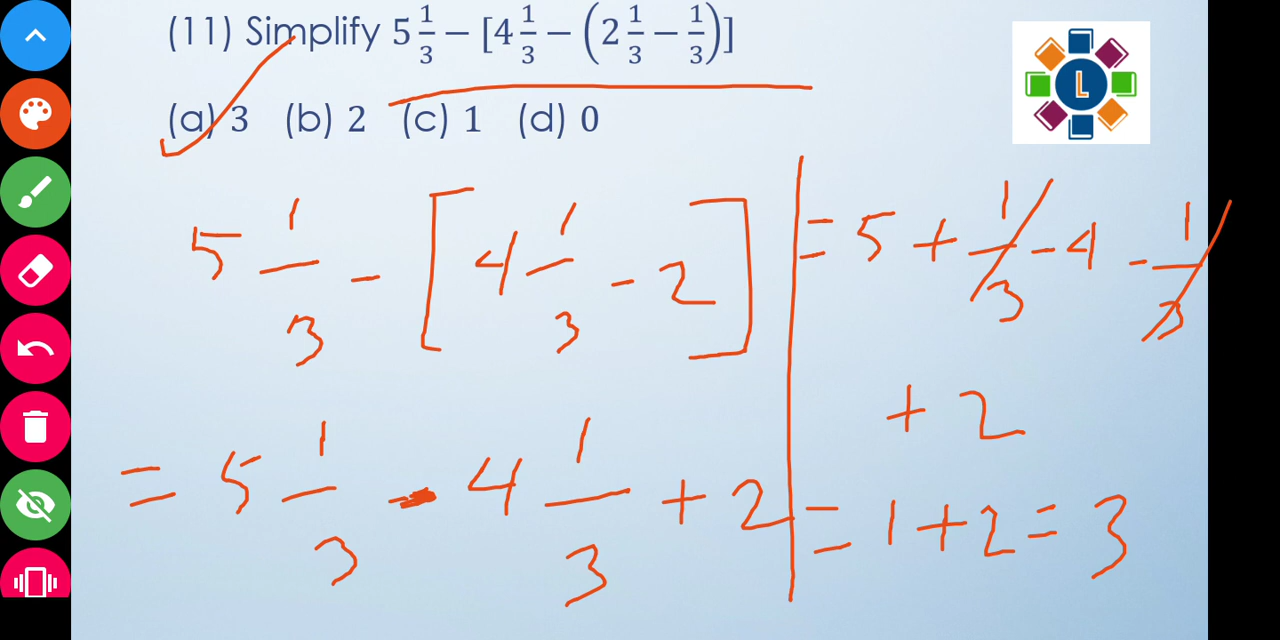 (11) Simplify 5 1/3 − [4 1/3 − (2 1/3 − 1/3)]
(a) 3 (b) 2 (c) 1 (d) 0
L
5 1/3 - [4 1/3 - 2]
= 5 1/3 - 4 1/3 + 2
= 5 + 1/3 - 4 - 1/3
+ 2
= 1 + 2 = 3